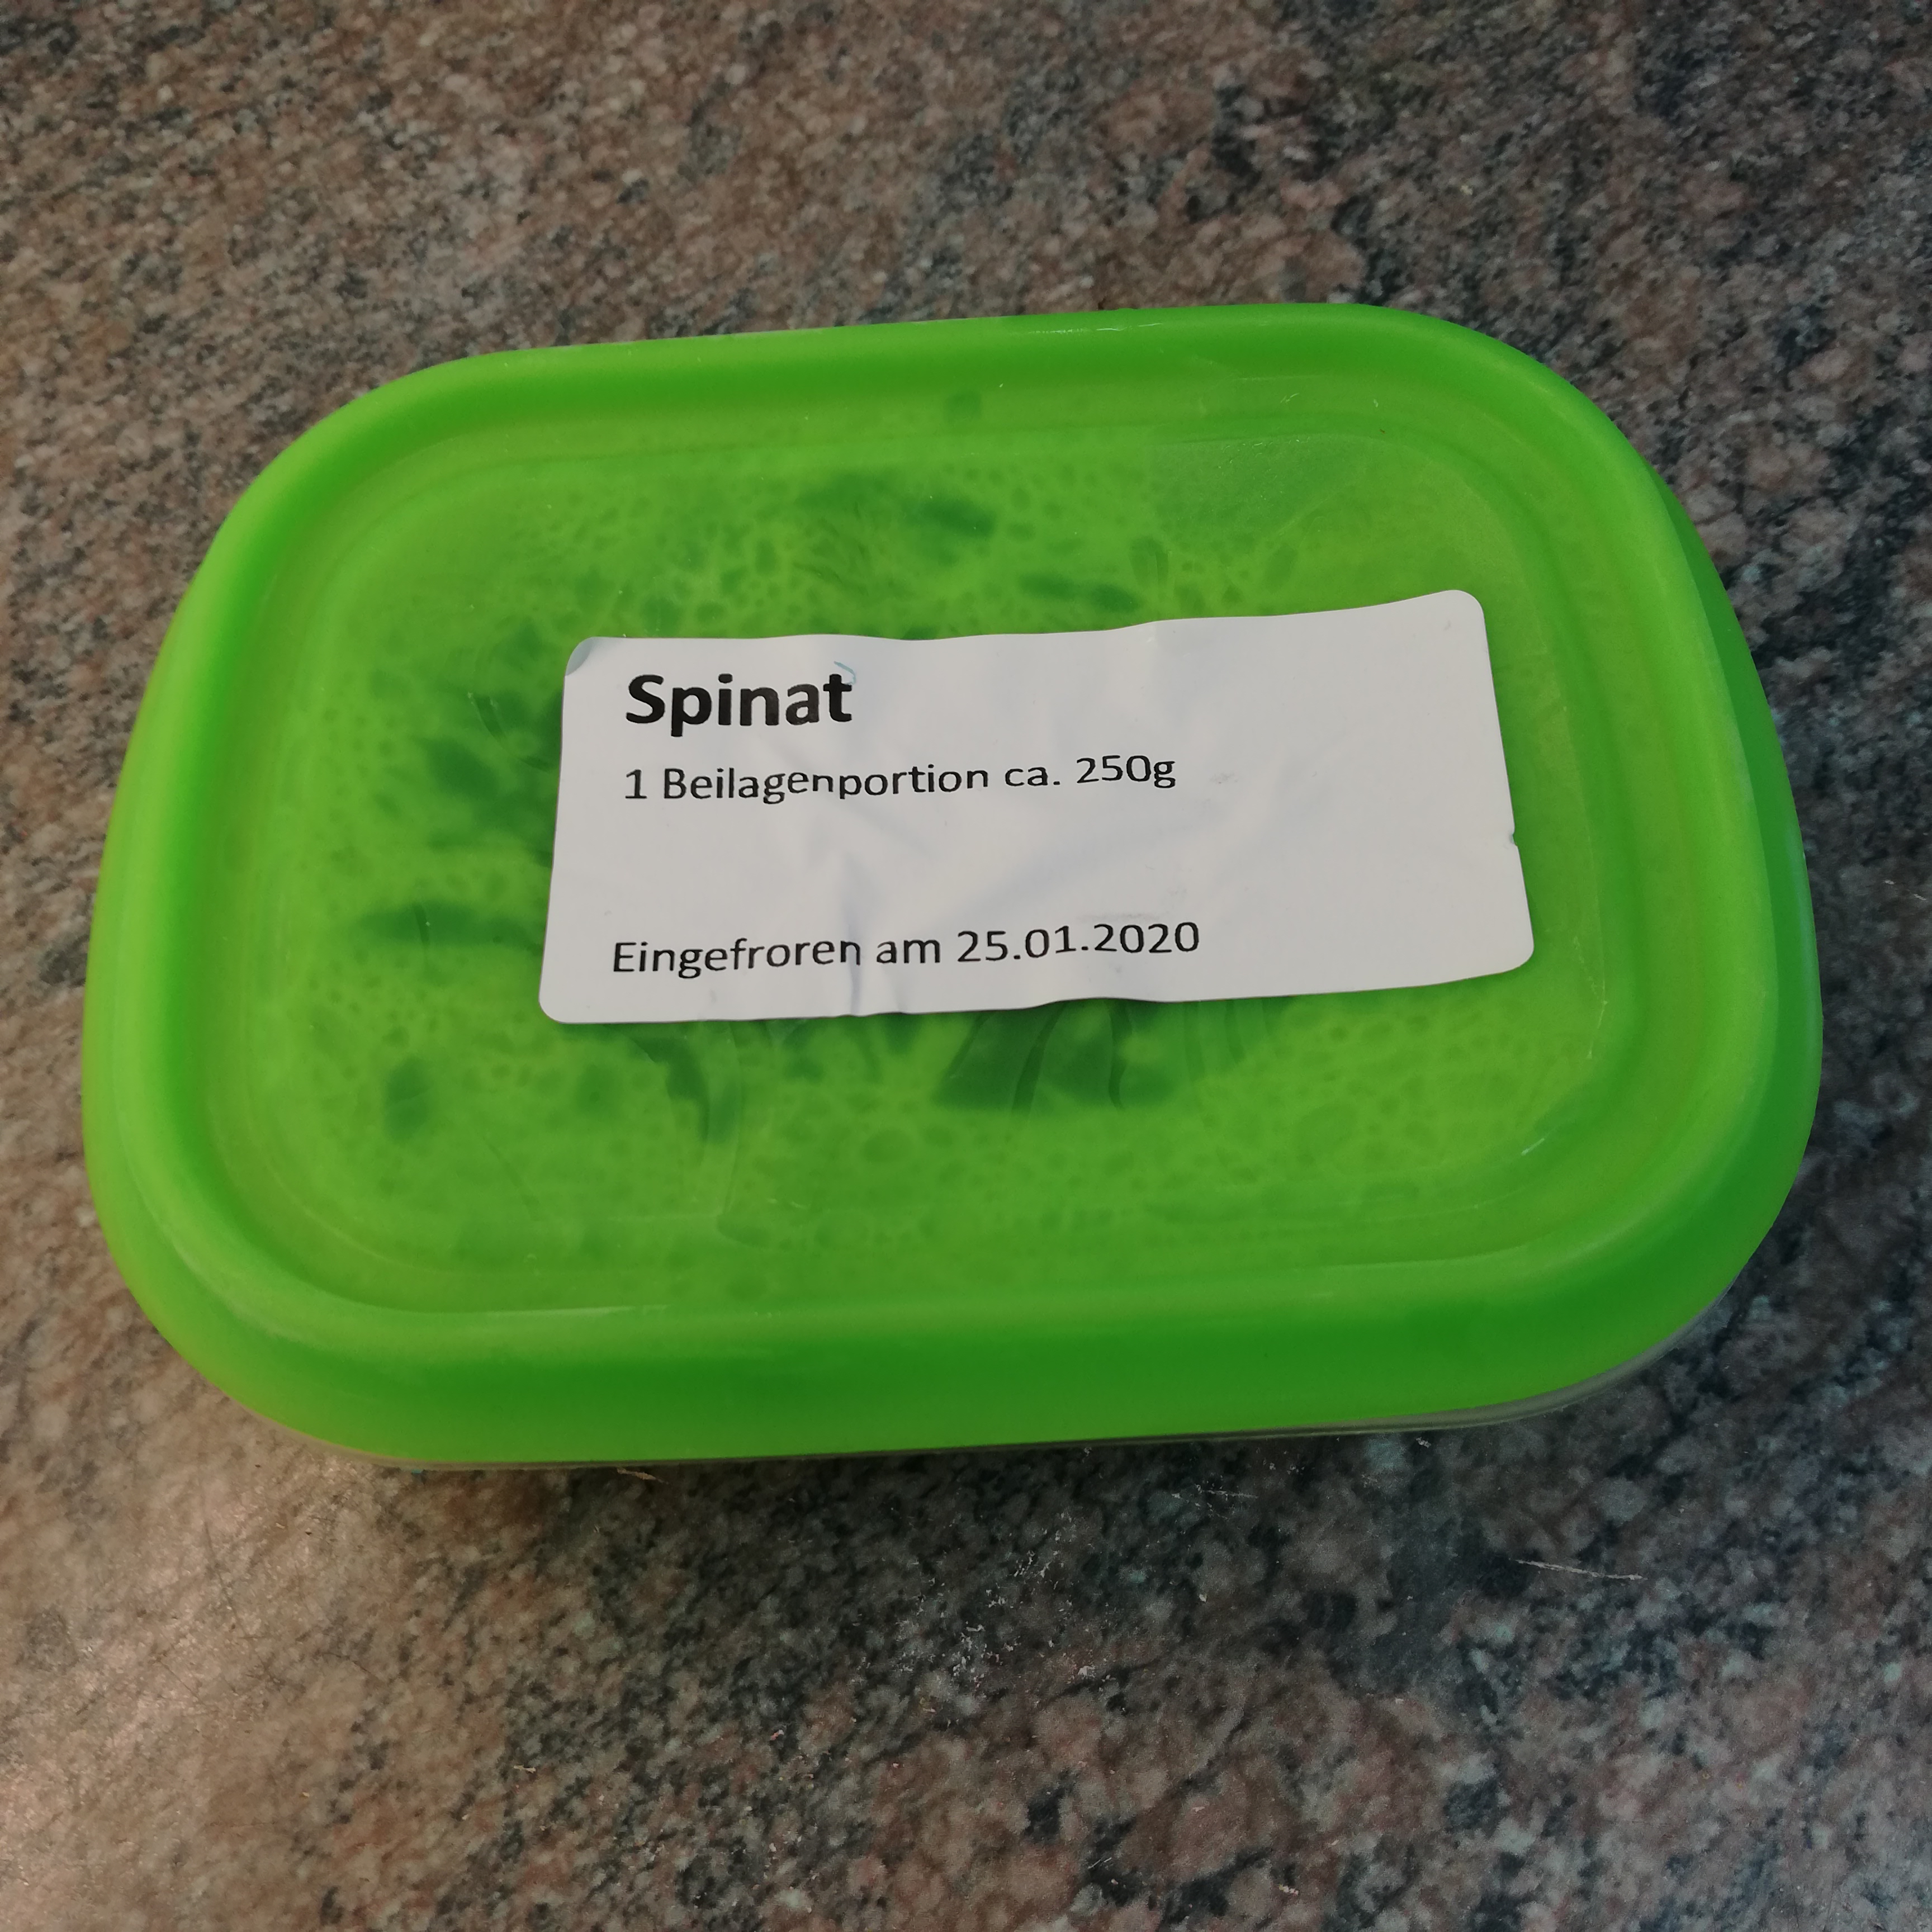 Spinat
1 Beilagenportion ca. 250g
Eingefroren am 25.01.2020